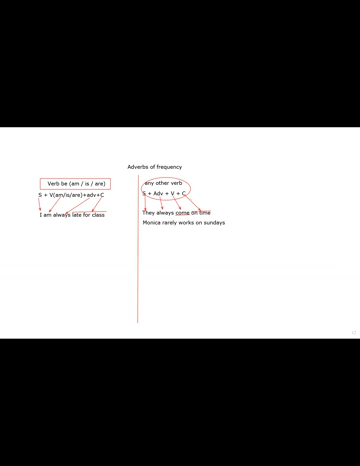 Adverbs of frequency
Verb be (am / is / are)
S + V(am/is/are)+adv+C
I am always late for class
any other verb
S + Adv + V + C
They always come on time
Monica rarely works on sundays